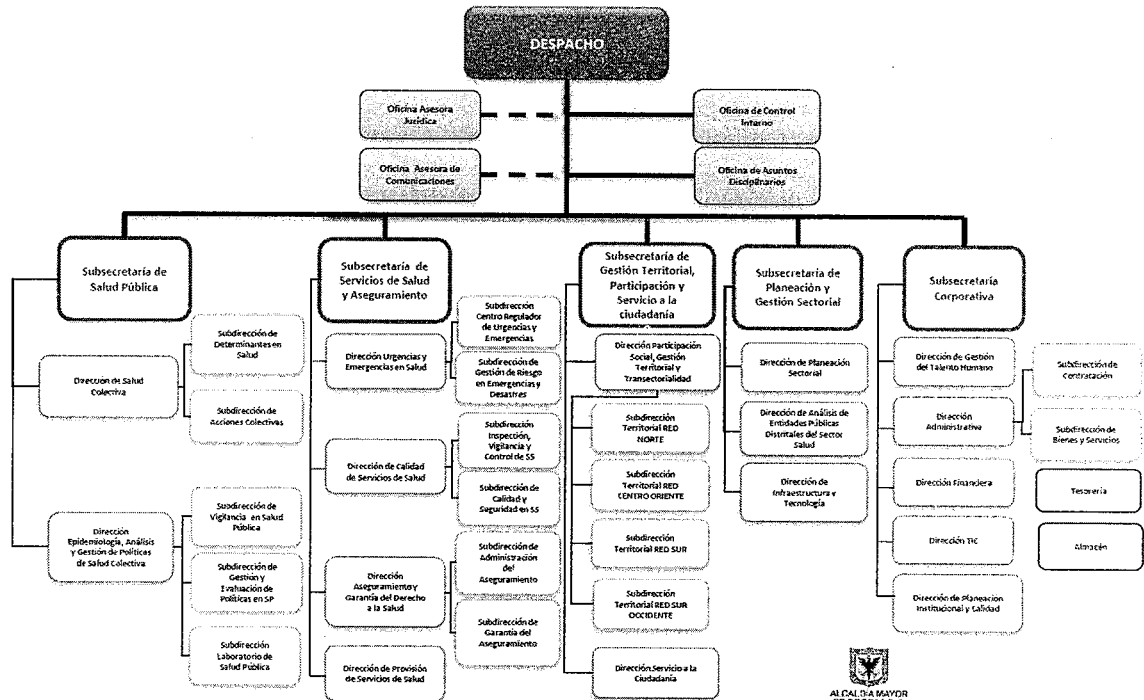 DESPACHO
Oficina Asesora
Jurídica
Oficina de Control
Interno
Oficina Asesora de
Comunicaciones
Oficina de Asuntos
Disciplinarios
Subsecretaría de
Salud Pública
Dirección de Salud
Colectiva
Subdirección de
Determinantes en
Salud
Subdirección de
Acciones Colectivas
Dirección
Epidemiología, Análisis
y Gestión de Políticas
de Salud Colectiva
Subdirección de
Vigilancia en Salud
Pública
Subdirección de
Gestión y
Evaluación de
Políticas en SP
Subdirección
Laboratorio de
Salud Pública
Subsecretaría de
Servicios de Salud
y Aseguramiento
Dirección Urgencias y
Emergencias en Salud
Subdirección
Centro Regulador
de Urgencias y
Emergencias
Subdirección de
Gestión de Riesgo
en Emergencias y
Desastres
Dirección de Calidad
de Servicios de Salud
Subdirección
Inspección,
Vigilancia y
Control de SS
Subdirección de
Calidad y
Seguridad en SS
Dirección
Aseguramiento y
Garantía del Derecho
a la Salud
Subdirección de
Administración
del
Aseguramiento
Subdirección de
Garantía del
Aseguramiento
Dirección de Provisión
de Servicios de Salud
Subsecretaría de
Gestión Territorial,
Participación y
Servicio a la
ciudadanía
Dirección Participación
Social, Gestión
Territorial y
Transectorialidad
Subdirección
Territorial RED
NORTE
Subdirección
Territorial RED
CENTRO ORIENTE
Subdirección
Territorial RED SUR
Subdirección
Territorial RED SUR
OCCIDENTE
Dirección Servicio a la
Ciudadanía
Subsecretaría de
Planeación y
Gestión Sectorial
Dirección de Planeación
Sectorial
Dirección de Análisis de
Entidades Públicas
Distritales del Sector
Salud
Dirección de
Infraestructura y
Tecnología
Subsecretaría
Corporativa
Dirección de Gestión
del Talento Humano
Dirección
Administrativa
Subdirección de
Contratación
Subdirección de
Bienes y Servicios
Dirección Financiera
Tesorería
Dirección TIC
Almacén
Dirección de Planeación
Institucional y Calidad
ALCALDIA MAYOR